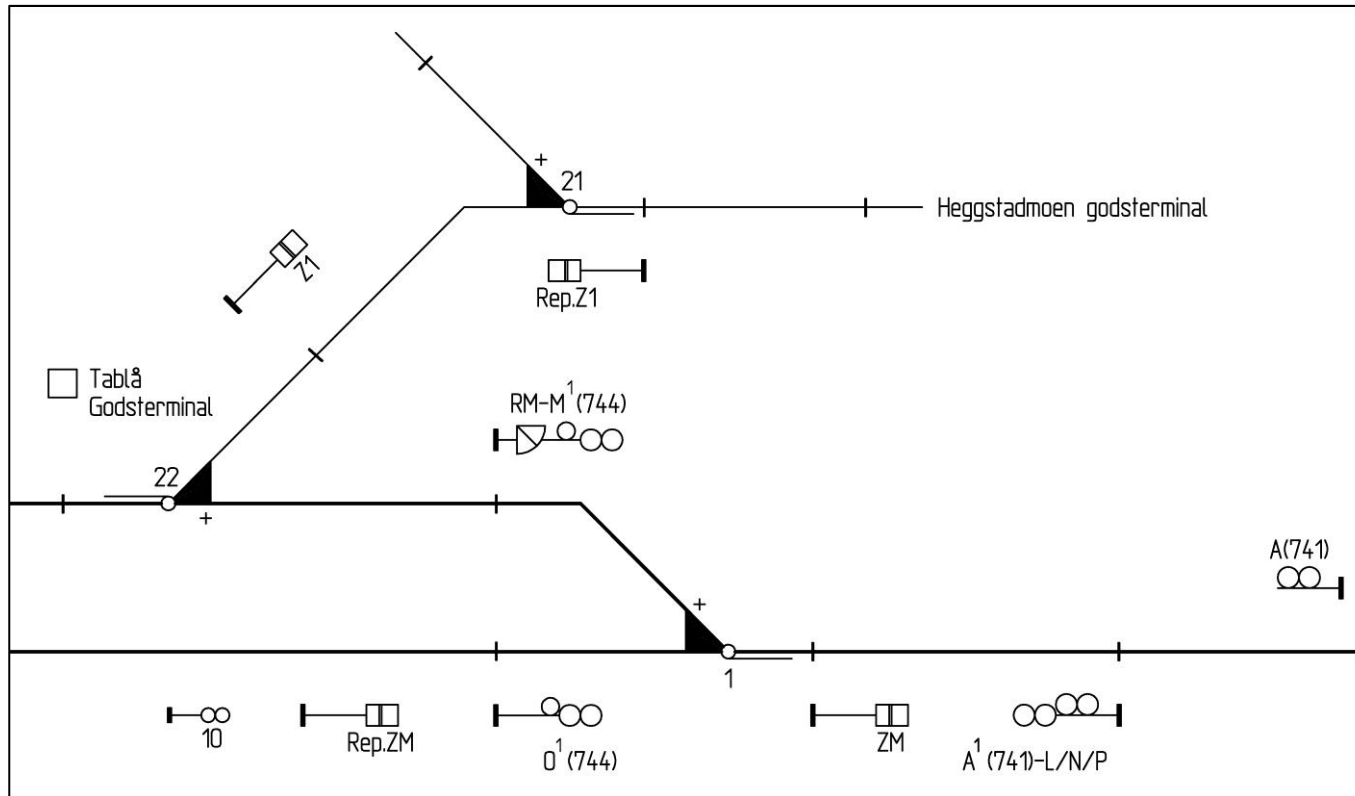 +
21
Heggstadmoen godsterminal
Z1
Rep.Z1
Tablå
Godsterminal
RM-M¹(744)
22
+
A(741)
+
1
10
Rep.ZM
O¹(744)
ZM
A¹(741)-L/N/P